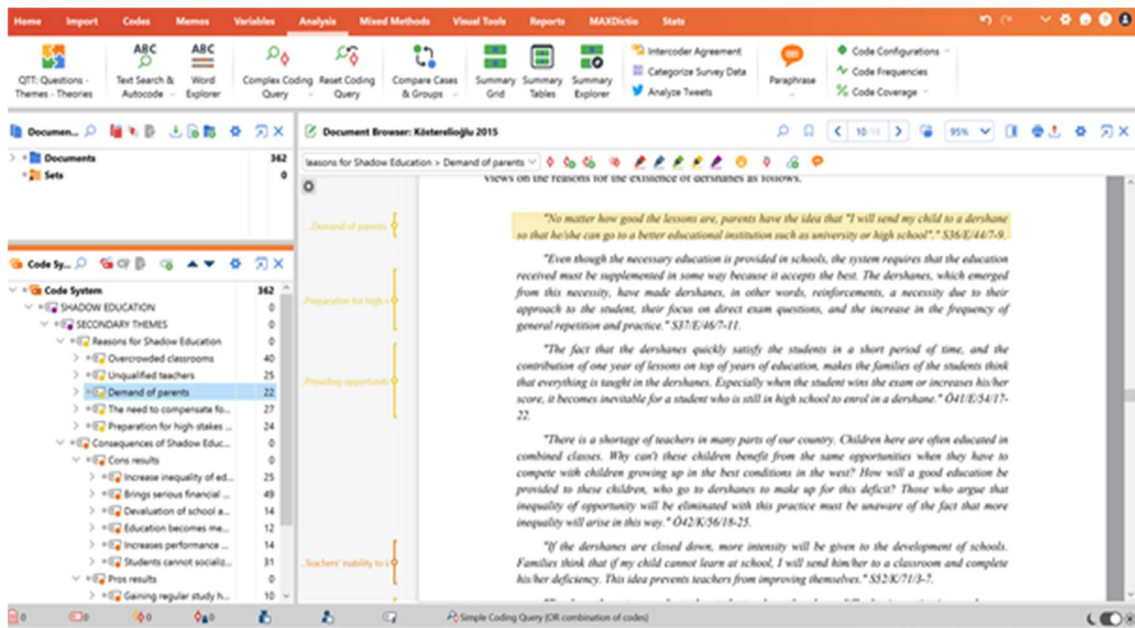 Home Import Codes Memos Variables Analysis Mixed Methods Visual Tools Reports MAXDictio Stats
QTT: Questions - Themes - Theories
Text Search & Autocode
Word Explorer
Complex Coding Query
Reset Coding Query
Compare Cases & Groups
Summary Grid
Summary Tables
Summary Explorer
Intercoder Agreement
Categorize Survey Data
Analyze Tweets
Paraphrase
Code Configurations
Code Frequencies
Code Coverage
Documen...
Documents 362
Sets 0
Code Sy...
Code System 362
SHADOW EDUCATION 0
SECONDARY THEMES 0
Reasons for Shadow Education 0
Overcrowded classrooms 40
Unqualified teachers 25
Demand of parents 22
The need to compensate fo... 27
Preparation for high-stakes ... 24
Consequences of Shadow Educ... 0
Cons results 0
Increase inequality of ed... 25
Brings serious financial ... 49
Devaluation of school a... 14
Education becomes me... 12
Increases performance ... 14
Students cannot socializ... 31
Pros results 0
Gaining regular study h... 10
Document Browser: Kösterelioğlu 2015
10/18
95%
leasons for Shadow Education > Demand of parents
..Demand of parents
..Preparation for high-s
..Providing opportuniti
..Teachers' inability to i
views on the reasons for the existence of dershanes as follows.
"No matter how good the lessons are, parents have the idea that "I will send my child to a dershane
so that he/she can go to a better educational institution such as university or high school"." S36/E/44/7-9.
"Even though the necessary education is provided in schools, the system requires that the education
received must be supplemented in some way because it accepts the best. The dershanes, which emerged
from this necessity, have made dershanes, in other words, reinforcements, a necessity due to their
approach to the student, their focus on direct exam questions, and the increase in the frequency of
general repetition and practice." S37/E/46/7-11.
"The fact that the dershanes quickly satisfy the students in a short period of time, and the
contribution of one year of lessons on top of years of education, makes the families of the students think
that everything is taught in the dershanes. Especially when the student wins the exam or increases his/her
score, it becomes inevitable for a student who is still in high school to enrol in a dershane." Ö41/E/54/17-
22.
"There is a shortage of teachers in many parts of our country. Children here are often educated in
combined classes. Why can't these children benefit from the same opportunities when they have to
compete with children growing up in the best conditions in the west? How will a good education be
provided to these children, who go to dershanes to make up for this deficit? Those who argue that
inequality of opportunity will be eliminated with this practice must be unaware of the fact that more
inequality will arise in this way." Ö42/K/56/18-25.
"If the dershanes are closed down, more intensity will be given to the development of schools.
Families think that if my child cannot learn at school, I will send him/her to a classroom and complete
his/her deficiency. This idea prevents teachers from improving themselves." S52/K/71/3-7.
0 0 0 0
Simple Coding Query (OR combination of codes)